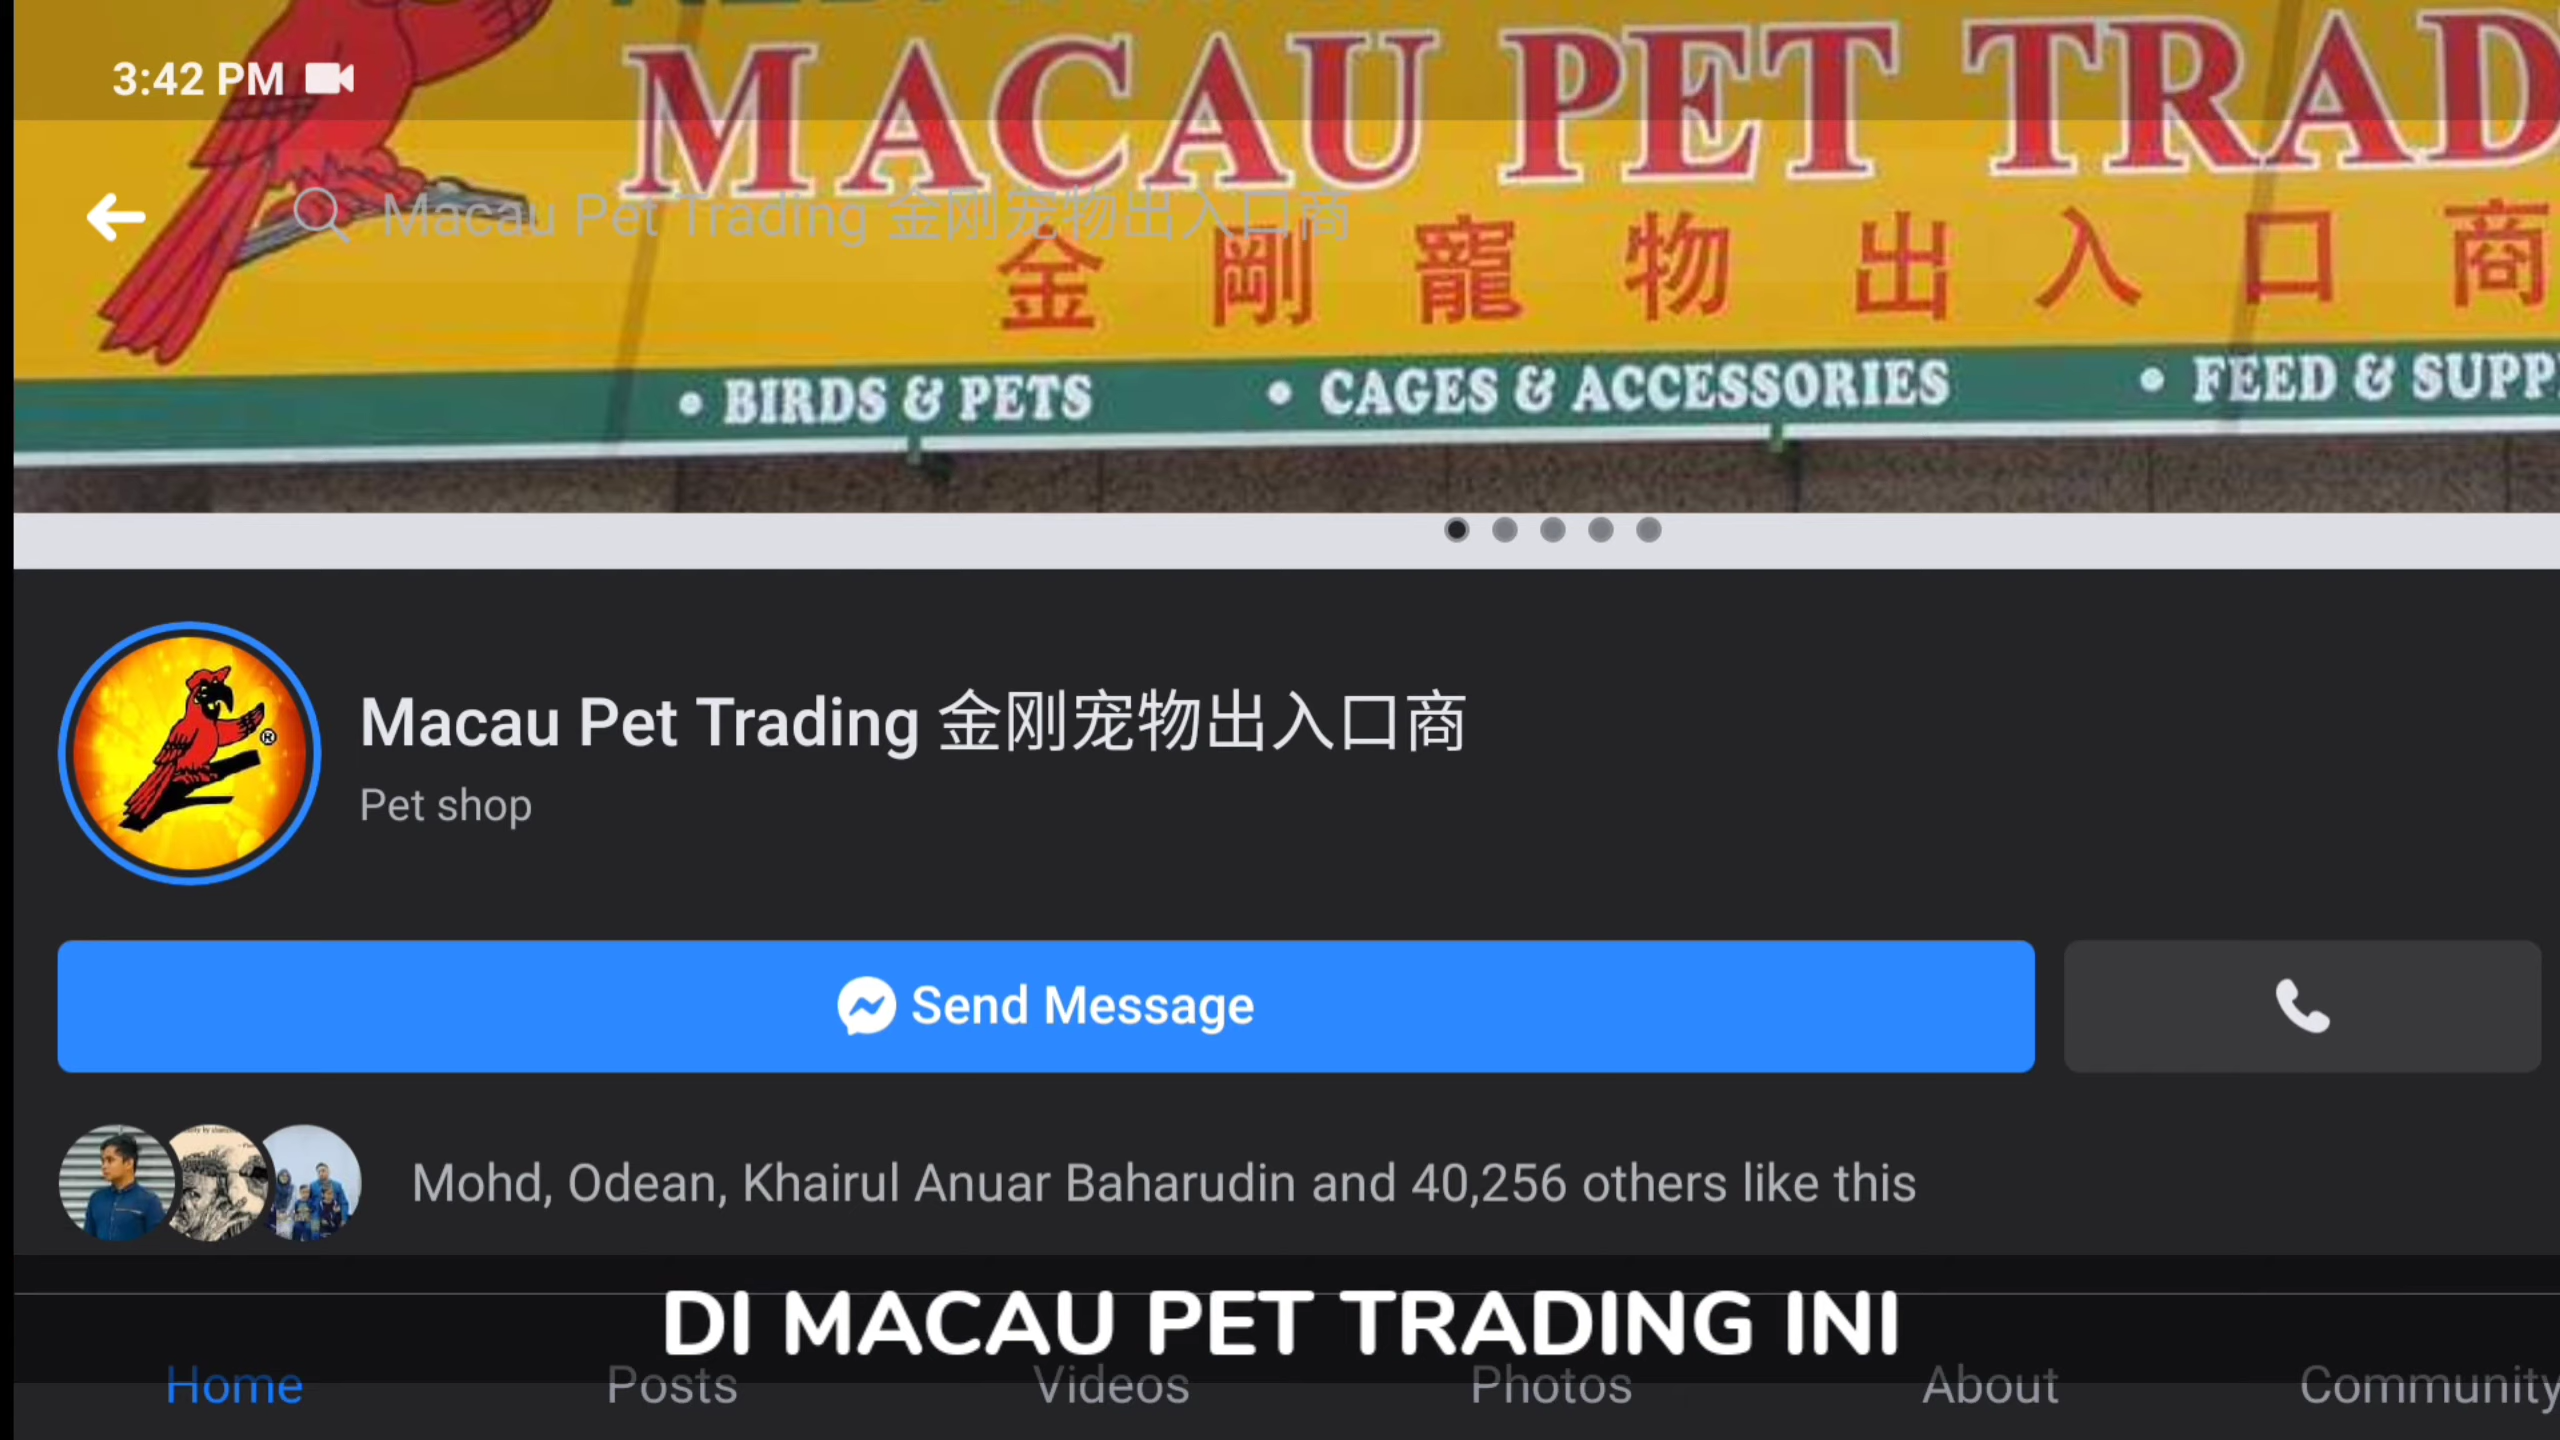 MACAU PET TRAD
3:42 PM
Macau Pet Trading 金刚宠物出入口商
金剛寵物出入口商
• BIRDS & PETS • CAGES & ACCESSORIES • FEED & SUPP
Macau Pet Trading 金刚宠物出入口商
Pet shop
Send Message
Mohd, Odean, Khairul Anuar Baharudin and 40,256 others like this
DI MACAU PET TRADING INI
Home Posts Videos Photos About Community